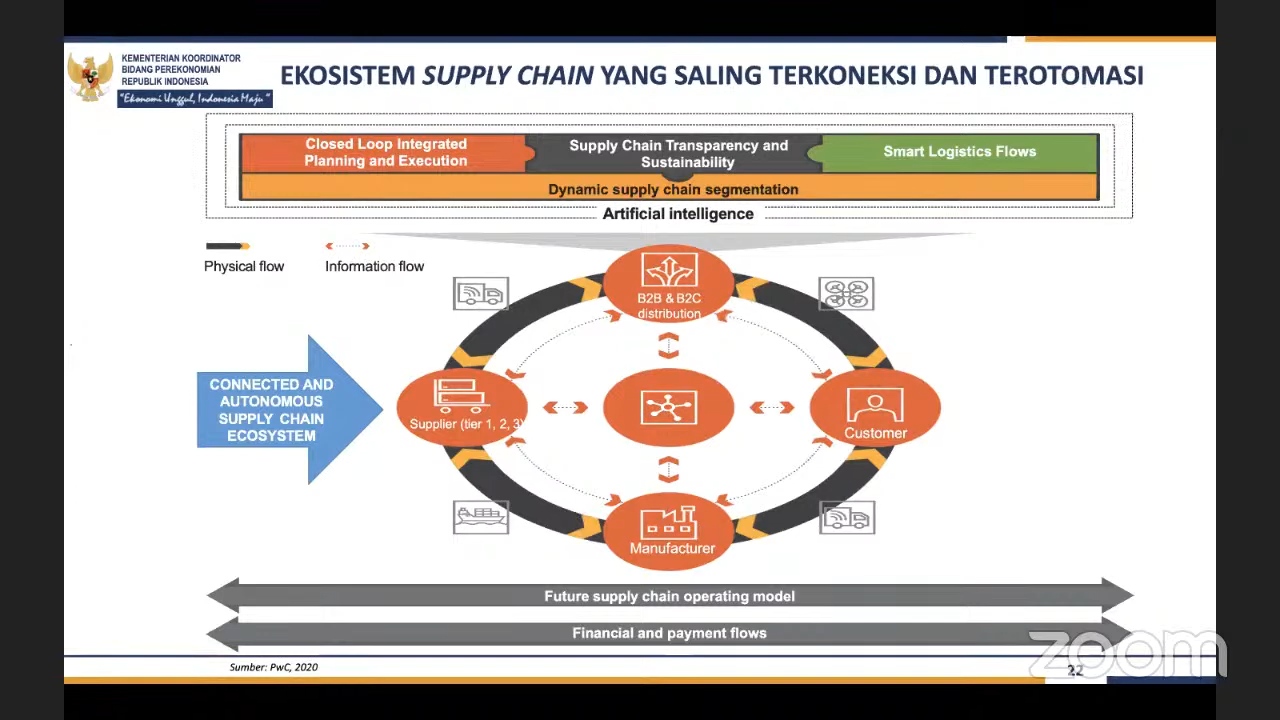 KEMENTERIAN KOORDINATOR
BIDANG PEREKONOMIAN
REPUBLIK INDONESIA
"Ekonomi Unggul, Indonesia Maju"
EKOSISTEM SUPPLY CHAIN YANG SALING TERKONEKSI DAN TEROTOMASI
Closed Loop Integrated
Planning and Execution
Supply Chain Transparency and
Sustainability
Smart Logistics Flows
Dynamic supply chain segmentation
Artificial intelligence
Physical flow
Information flow
B2B & B2C
distribution
CONNECTED AND
AUTONOMOUS
SUPPLY CHAIN
ECOSYSTEM
Supplier (tier 1, 2, 3)
Customer
Manufacturer
Future supply chain operating model
Financial and payment flows
Sumber: PwC, 2020
22
zoom